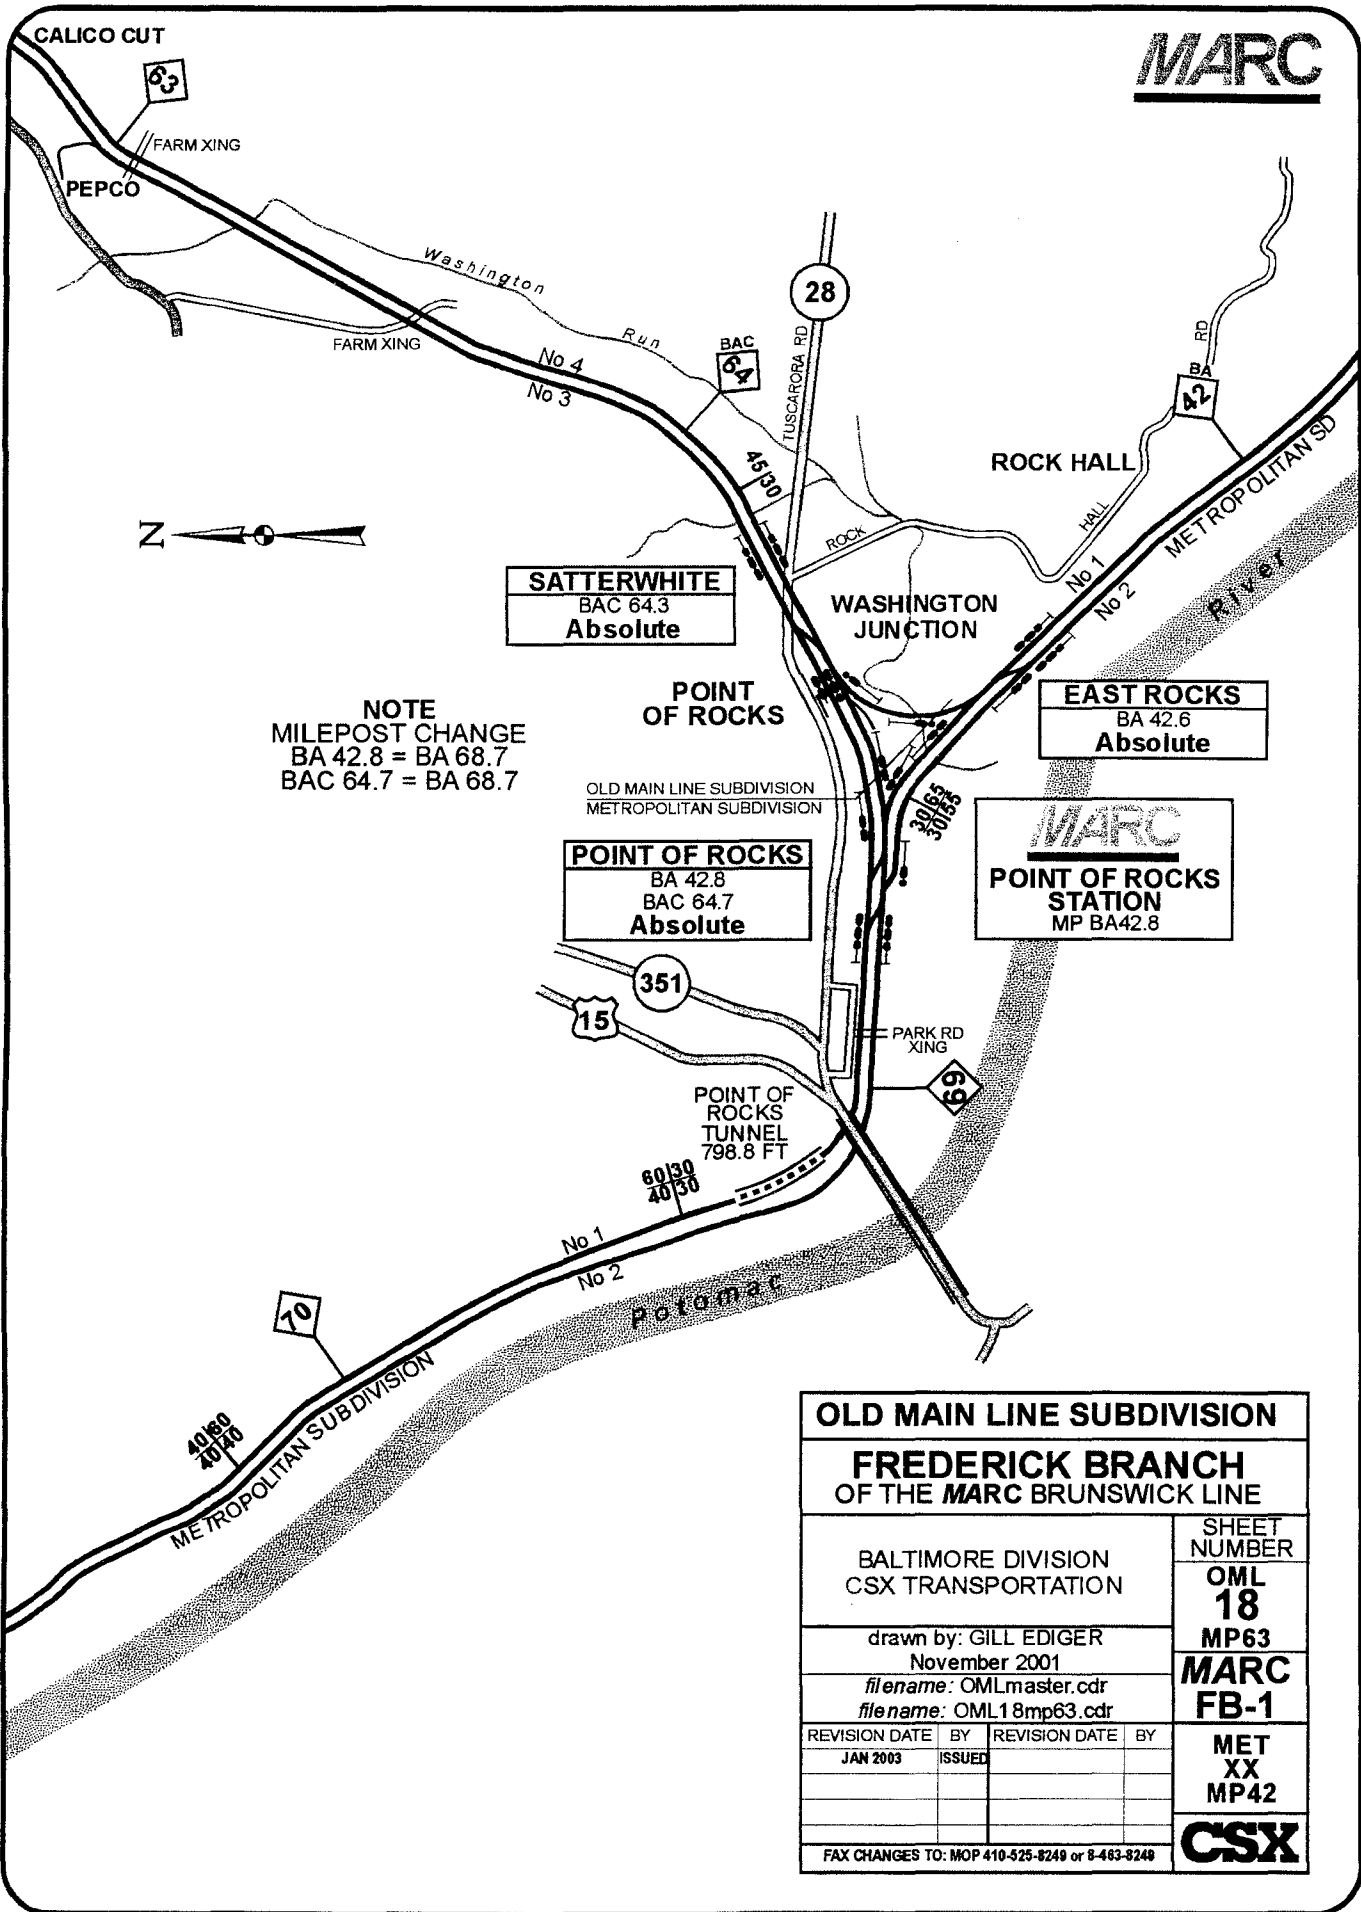 CALICO CUT
MARC
63
FARM XING
PEPCO
Washington
Run
FARM XING
28
TUSCARORA RD
BAC
64
No 4
No 3
RD
BA
42
ROCK HALL
METROPOLITAN SD
45|30
N
ROCK
HALL
No 1
No 2
River
SATTERWHITE
BAC 64.3
Absolute
WASHINGTON
JUNCTION
POINT
OF ROCKS
EAST ROCKS
BA 42.6
Absolute
NOTE
MILEPOST CHANGE
BA 42.8 = BA 68.7
BAC 64.7 = BA 68.7
OLD MAIN LINE SUBDIVISION
METROPOLITAN SUBDIVISION
30|65
30|55
MARC
POINT OF ROCKS
STATION
MP BA42.8
POINT OF ROCKS
BA 42.8
BAC 64.7
Absolute
351
15
PARK RD
XING
69
POINT OF
ROCKS
TUNNEL
798.8 FT
60|30
40|30
No 1
No 2
Potomac
70
METROPOLITAN SUBDIVISION
40|60
40|40
OLD MAIN LINE SUBDIVISION
FREDERICK BRANCH
OF THE MARC BRUNSWICK LINE
BALTIMORE DIVISION
CSX TRANSPORTATION
SHEET
NUMBER
OML
18
MP63
drawn by: GILL EDIGER
November 2001
filename: OMLmaster.cdr
filename: OML18mp63.cdr
MARC
FB-1
REVISION DATE BY REVISION DATE BY
JAN 2003 ISSUED
MET
XX
MP42
CSX
FAX CHANGES TO: MOP 410-525-8249 or 8-463-8249